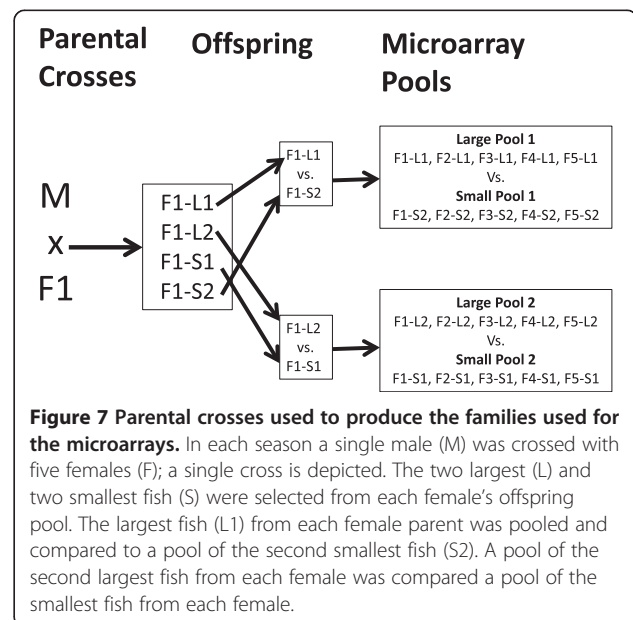 Parental Crosses
Offspring
Microarray Pools
M
x
F1
F1-L1
F1-L2
F1-S1
F1-S2
F1-L1
vs.
F1-S2
F1-L2
vs.
F1-S1
Large Pool 1
F1-L1, F2-L1, F3-L1, F4-L1, F5-L1
Vs.
Small Pool 1
F1-S2, F2-S2, F3-S2, F4-S2, F5-S2
Large Pool 2
F1-L2, F2-L2, F3-L2, F4-L2, F5-L2
Vs.
Small Pool 2
F1-S1, F2-S1, F3-S1, F4-S1, F5-S1
Figure 7 Parental crosses used to produce the families used for
the microarrays. In each season a single male (M) was crossed with
five females (F); a single cross is depicted. The two largest (L) and
two smallest fish (S) were selected from each female's offspring
pool. The largest fish (L1) from each female parent was pooled and
compared to a pool of the second smallest fish (S2). A pool of the
second largest fish from each female was compared a pool of the
smallest fish from each female.